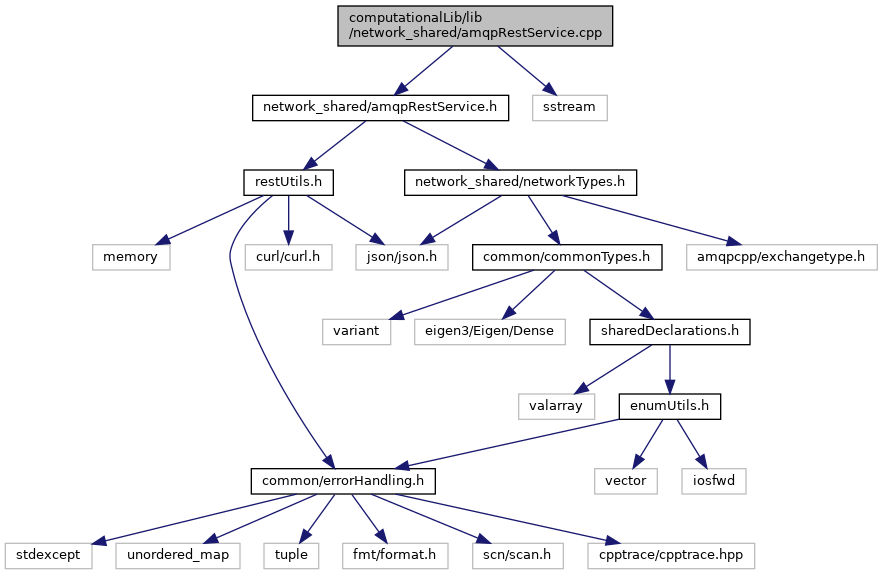 computationalLib/lib
/network_shared/amqpRestService.cpp
network_shared/amqpRestService.h
sstream
restUtils.h
network_shared/networkTypes.h
memory
curl/curl.h
json/json.h
common/commonTypes.h
amqpcpp/exchangetype.h
variant
eigen3/Eigen/Dense
sharedDeclarations.h
valarray
enumUtils.h
common/errorHandling.h
vector
iosfwd
stdexcept
unordered_map
tuple
fmt/format.h
scn/scan.h
cpptrace/cpptrace.hpp